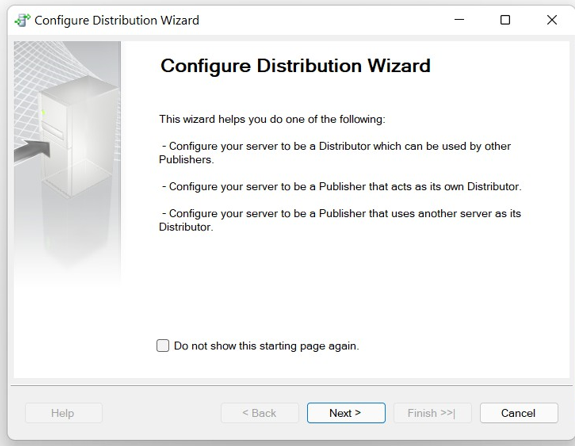 Configure Distribution Wizard
Configure Distribution Wizard
This wizard helps you do one of the following:
- Configure your server to be a Distributor which can be used by other
Publishers.
- Configure your server to be a Publisher that acts as its own Distributor.
- Configure your server to be a Publisher that uses another server as its
Distributor.
Do not show this starting page again.
Help
< Back
Next >
Finish >>|
Cancel